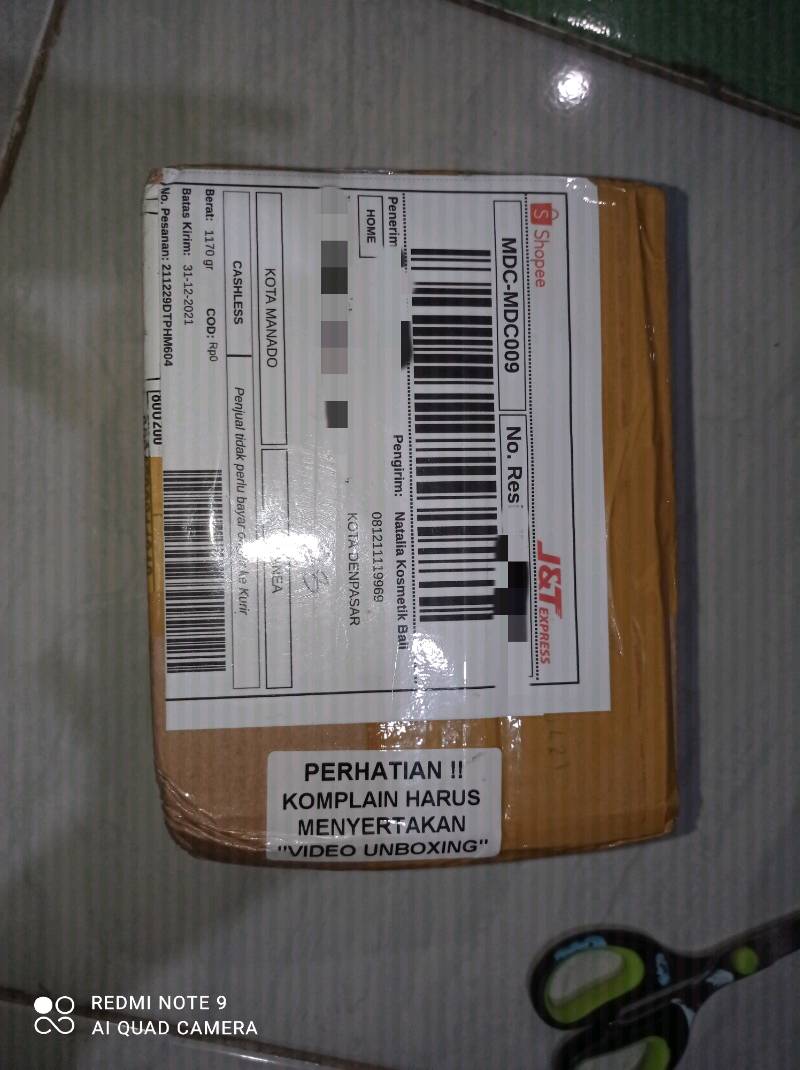 Shopee
J&T EXPRESS
MDC-MDC009
No. Resi
Penerim
Pengirim: Natalia Kosmetik Bali
HOME
081211119969
KOTA DENPASAR
3
KOTA MANADO
CASHLESS
Penjual tidak perlu bayar ke Kurir
Berat: 1170 gr
COD: Rp0
Batas Kirim: 31-12-2021
No. Pesanan: 211229DTPHM604
PERHATIAN !!
KOMPLAIN HARUS
MENYERTAKAN
"VIDEO UNBOXING"
REDMI NOTE 9
AI QUAD CAMERA